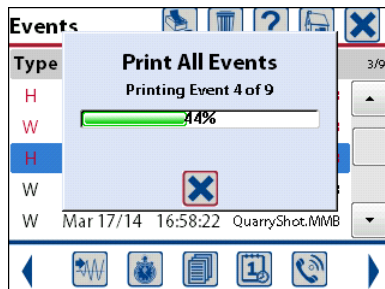 Events
Type
3/9
Print All Events
Printing Event 4 of 9
44%
H
W
H
W
W Mar 17/14 16:58:22 QuarryShot.MMB